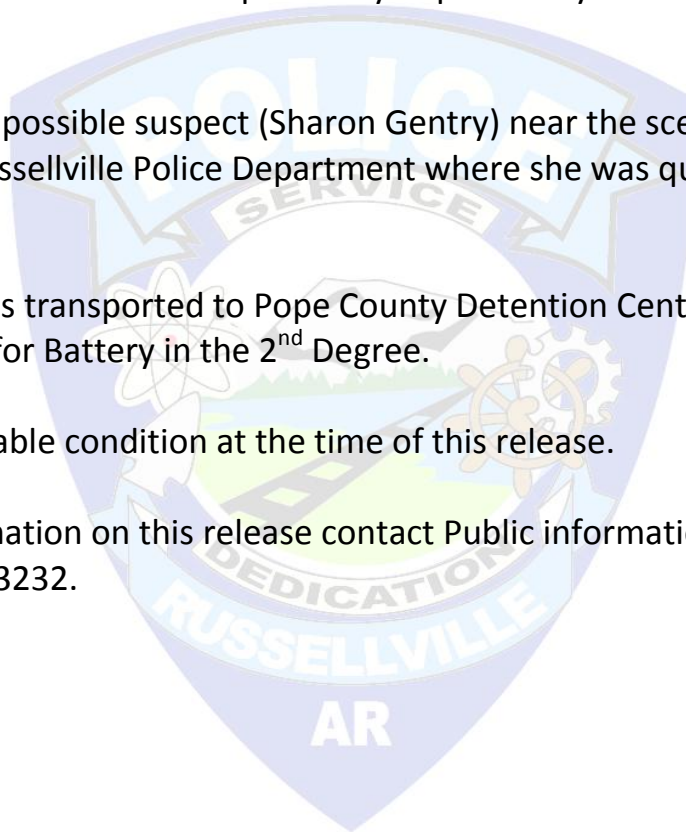 possible suspect (Sharon Gentry) near the sce
ssellville Police Department where she was qu
s transported to Pope County Detention Cent
for Battery in the 2nd Degree.
able condition at the time of this release.
nation on this release contact Public informati
3232.
POLICE
SERVICE
DEDICATION
RUSSELLVILLE
AR